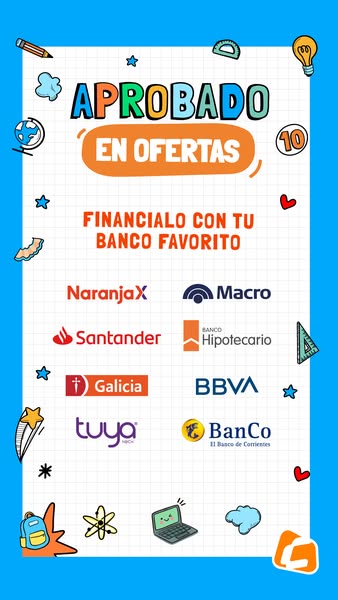 APROBADO
EN OFERTAS
10
FINANCIALO CON TU
BANCO FAVORITO
NaranjaX
Macro
Santander
BANCO
Hipotecario
Galicia
BBVA
tuya
BanCo
El Banco de Corrientes